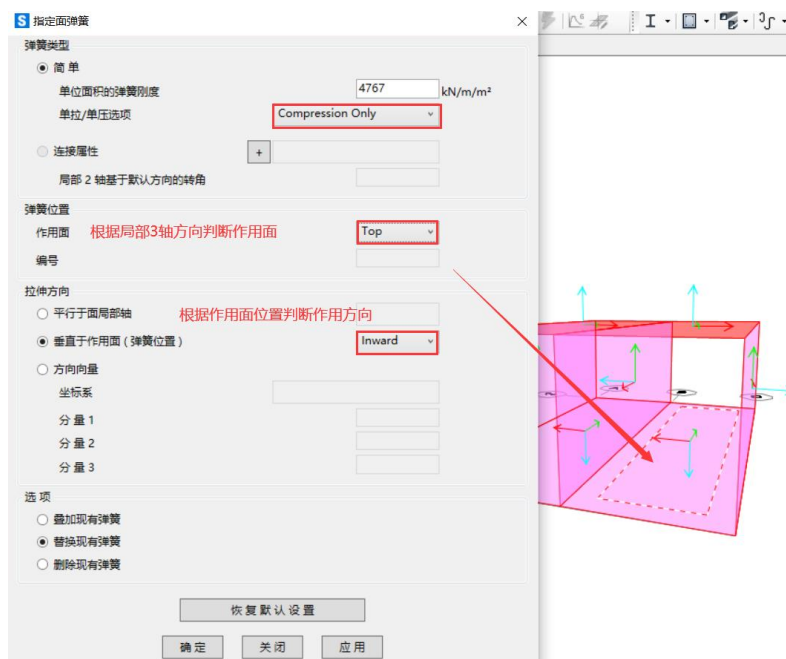 S 指定面弹簧
弹簧类型
简 单
单位面积的弹簧刚度 4767 kN/m/m²
单拉/单压选项 Compression Only
连接属性 +
局部 2 轴基于默认方向的转角
弹簧位置
作用面 根据局部3轴方向判断作用面 Top
编号
拉伸方向
平行于面局部轴 根据作用面位置判断作用方向
垂直于作用面 ( 弹簧位置 ) Inward
方向向量
坐标系
分 量 1
分 量 2
分 量 3
选 项
叠加现有弹簧
替换现有弹簧
删除现有弹簧
恢 复 默 认 设 置
确 定 关 闭 应 用